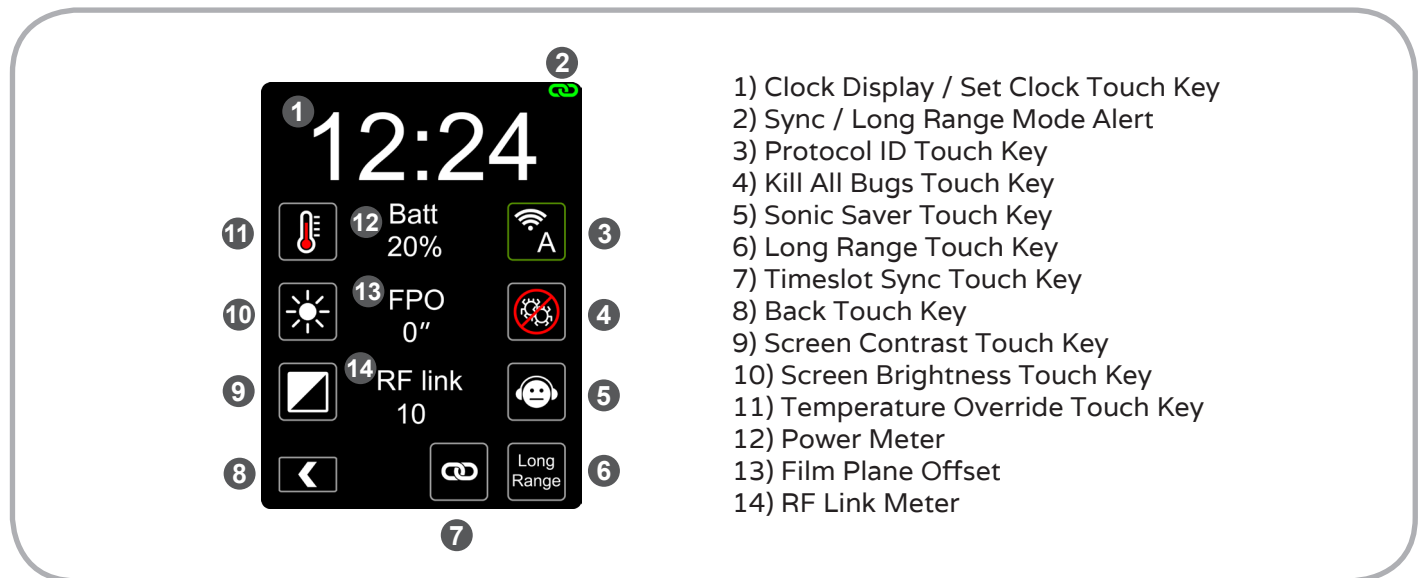 2
1
12:24
11
12
Batt
20%
A
3
10
13
FPO
0″
4
9
14
RF link
10
5
8
Long
Range
6
7
1) Clock Display / Set Clock Touch Key
2) Sync / Long Range Mode Alert
3) Protocol ID Touch Key
4) Kill All Bugs Touch Key
5) Sonic Saver Touch Key
6) Long Range Touch Key
7) Timeslot Sync Touch Key
8) Back Touch Key
9) Screen Contrast Touch Key
10) Screen Brightness Touch Key
11) Temperature Override Touch Key
12) Power Meter
13) Film Plane Offset
14) RF Link Meter